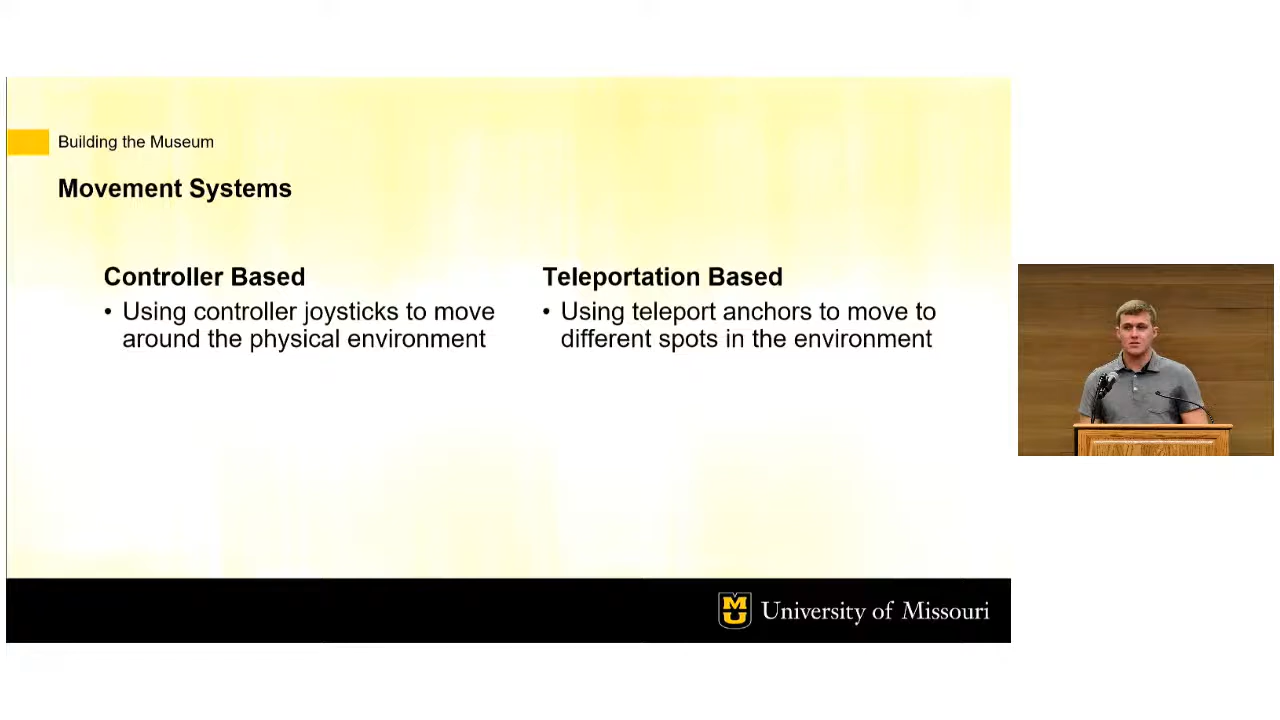 Building the Museum
Movement Systems
Controller Based
• Using controller joysticks to move
around the physical environment
Teleportation Based
• Using teleport anchors to move to
different spots in the environment
MU
University of Missouri